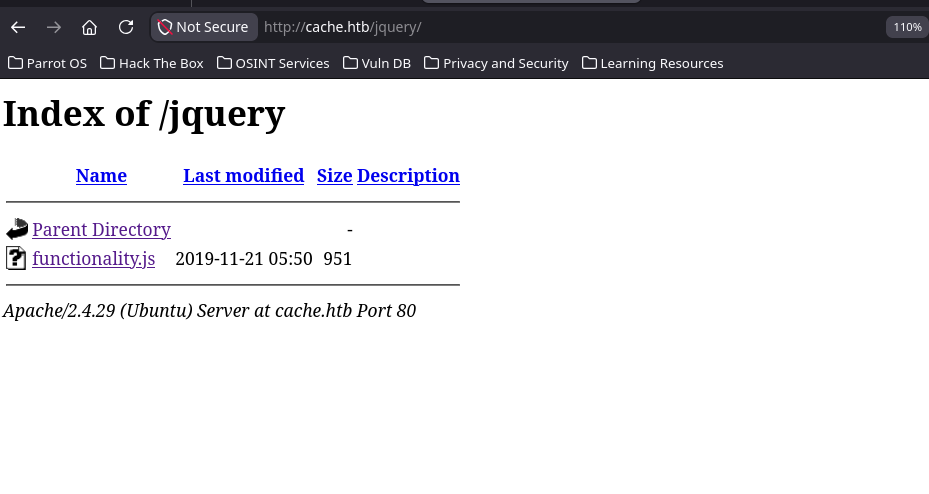 Not Secure http://cache.htb/jquery/ 110%
Parrot OS Hack The Box OSINT Services Vuln DB Privacy and Security Learning Resources
Index of /jquery
Name Last modified Size Description
Parent Directory -
functionality.js 2019-11-21 05:50 951
Apache/2.4.29 (Ubuntu) Server at cache.htb Port 80